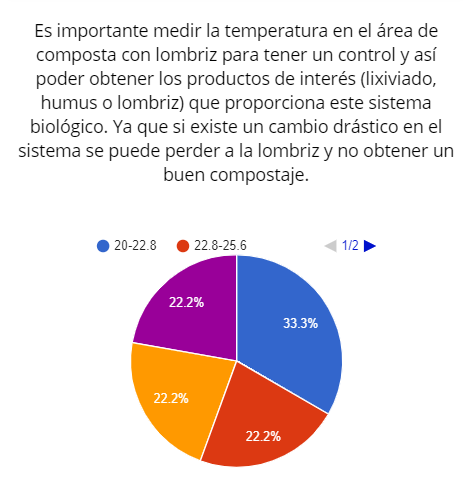 Es importante medir la temperatura en el área de
composta con lombriz para tener un control y así
poder obtener los productos de interés (lixiviado,
humus o lombriz) que proporciona este sistema
biológico. Ya que si existe un cambio drástico en el
sistema se puede perder a la lombriz y no obtener un
buen compostaje.
20-22.8 22.8-25.6 1/2
22.2% 33.3%
22.2%
22.2%